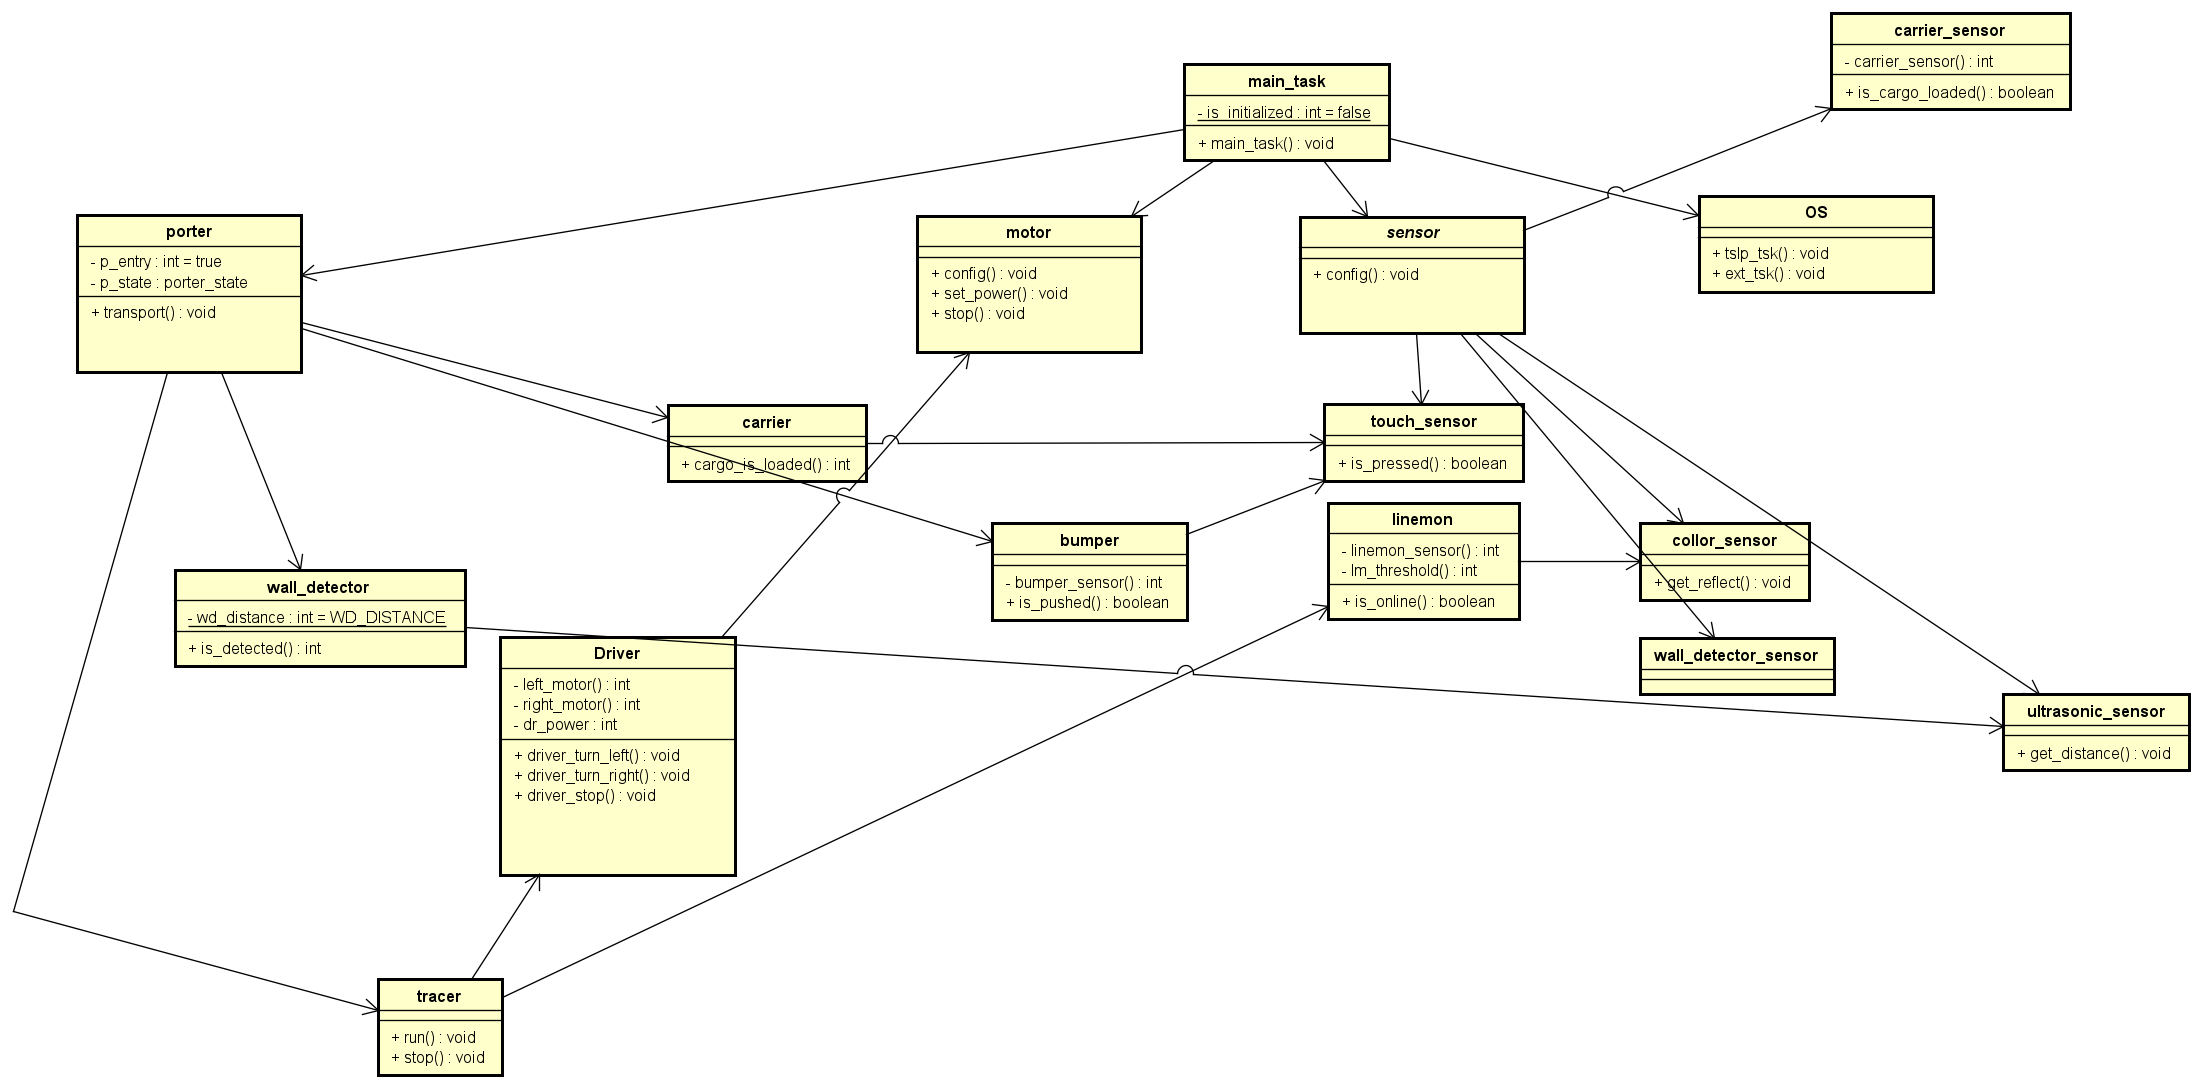 carrier_sensor
- carrier_sensor() : int
+ is_cargo_loaded() : boolean
main_task
- is_initialized : int = false
+ main_task() : void
porter
- p_entry : int = true
- p_state : porter_state
+ transport() : void
motor
+ config() : void
+ set_power() : void
+ stop() : void
sensor
+ config() : void
OS
+ tslp_tsk() : void
+ ext_tsk() : void
carrier
+ cargo_is_loaded() : int
touch_sensor
+ is_pressed() : boolean
bumper
- bumper_sensor() : int
+ is_pushed() : boolean
linemon
- linemon_sensor() : int
- lm_threshold() : int
+ is_online() : boolean
collor_sensor
+ get_reflect() : void
wall_detector
- wd_distance : int = WD_DISTANCE
+ is_detected() : int
Driver
- left_motor() : int
- right_motor() : int
- dr_power : int
+ driver_turn_left() : void
+ driver_turn_right() : void
+ driver_stop() : void
wall_detector_sensor
ultrasonic_sensor
+ get_distance() : void
tracer
+ run() : void
+ stop() : void